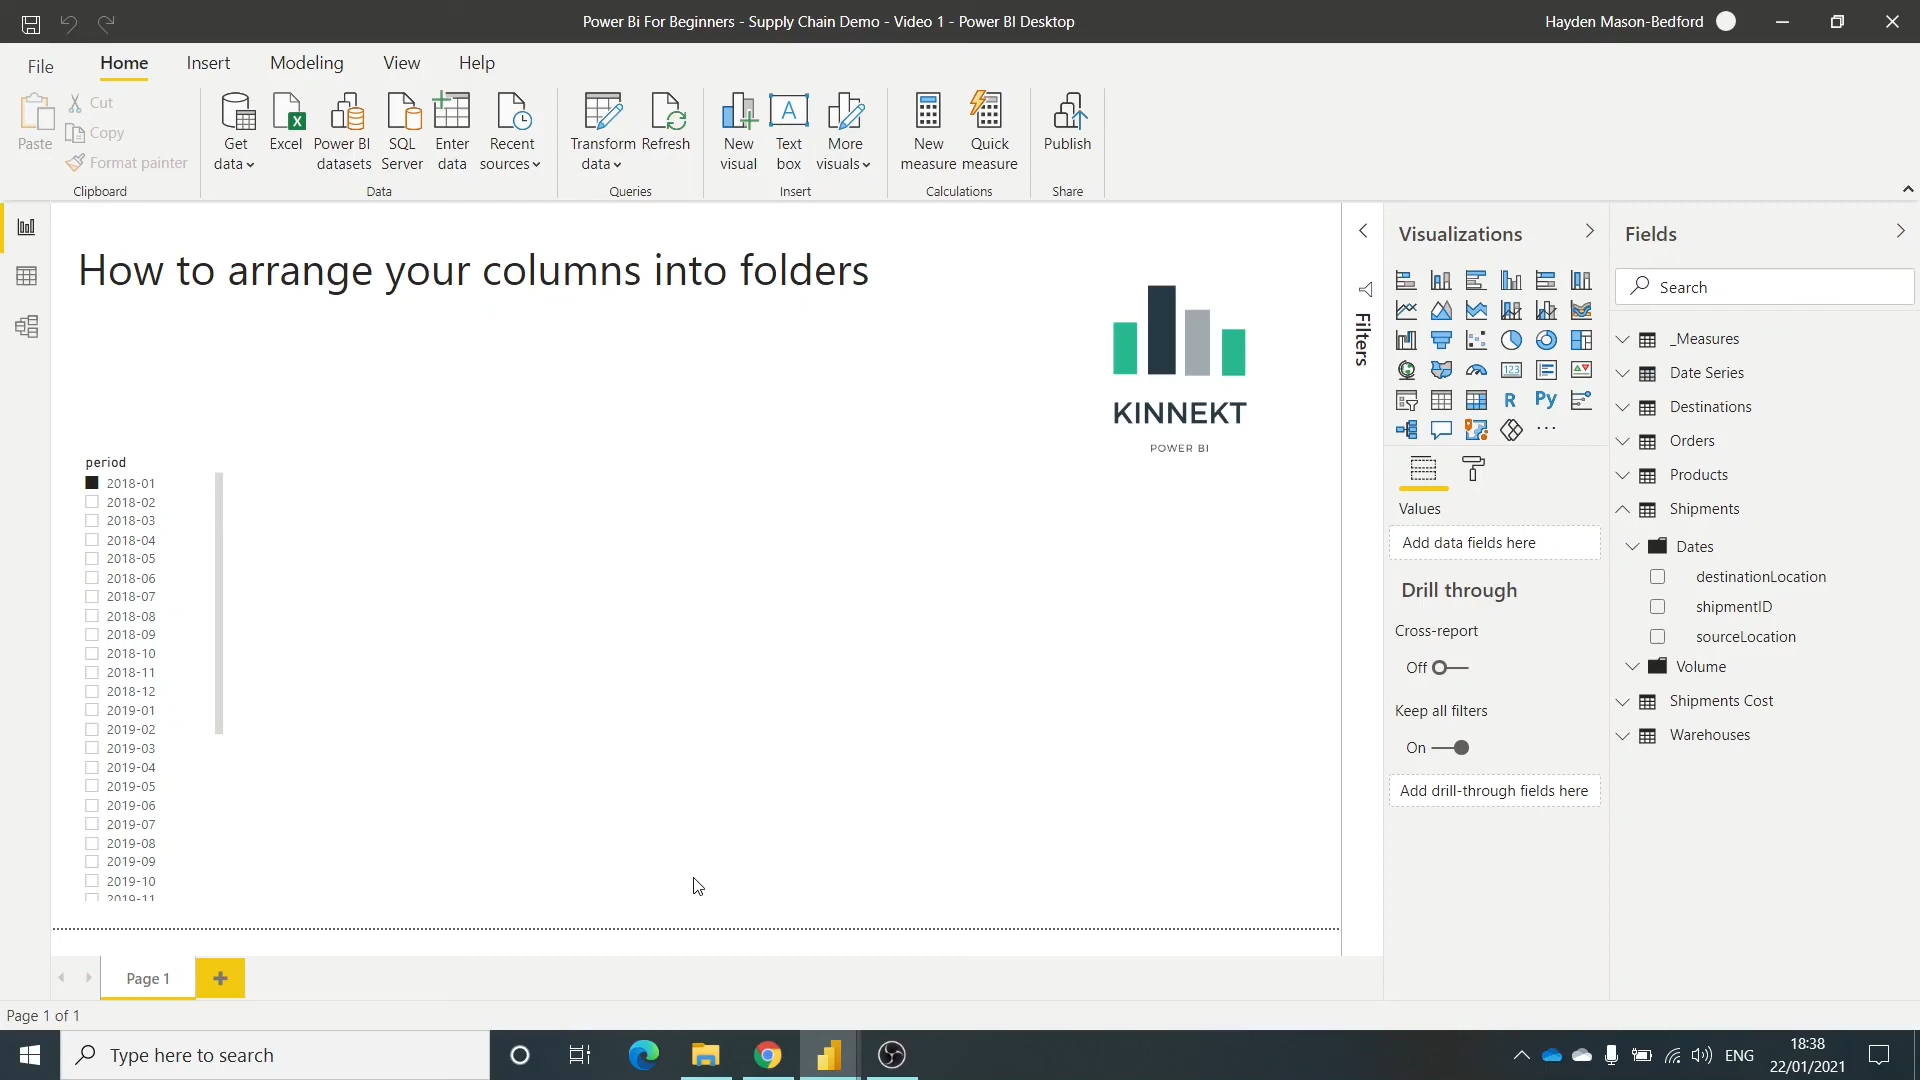 Power Bi For Beginners - Supply Chain Demo - Video 1 - Power BI Desktop
Hayden Mason-Bedford
File
Home
Insert
Modeling
View
Help
Paste
Cut
Copy
Format painter
Clipboard
Get data
Excel
Power BI datasets
SQL Server
Enter data
Recent sources
Data
Transform data
Refresh
Queries
New visual
Text box
More visuals
Insert
New measure
Quick measure
Calculations
Publish
Share
How to arrange your columns into folders
KINNEKT
POWER BI
period
2018-01
2018-02
2018-03
2018-04
2018-05
2018-06
2018-07
2018-08
2018-09
2018-10
2018-11
2018-12
2019-01
2019-02
2019-03
2019-04
2019-05
2019-06
2019-07
2019-08
2019-09
2019-10
2019-11
Filters
Visualizations
123
R
Py
Values
Add data fields here
Drill through
Cross-report
Off
Keep all filters
On
Add drill-through fields here
Fields
Search
_Measures
Date Series
Destinations
Orders
Products
Shipments
Dates
destinationLocation
shipmentID
sourceLocation
Volume
Shipments Cost
Warehouses
Page 1
Page 1 of 1
Type here to search
ENG
18:38
22/01/2021